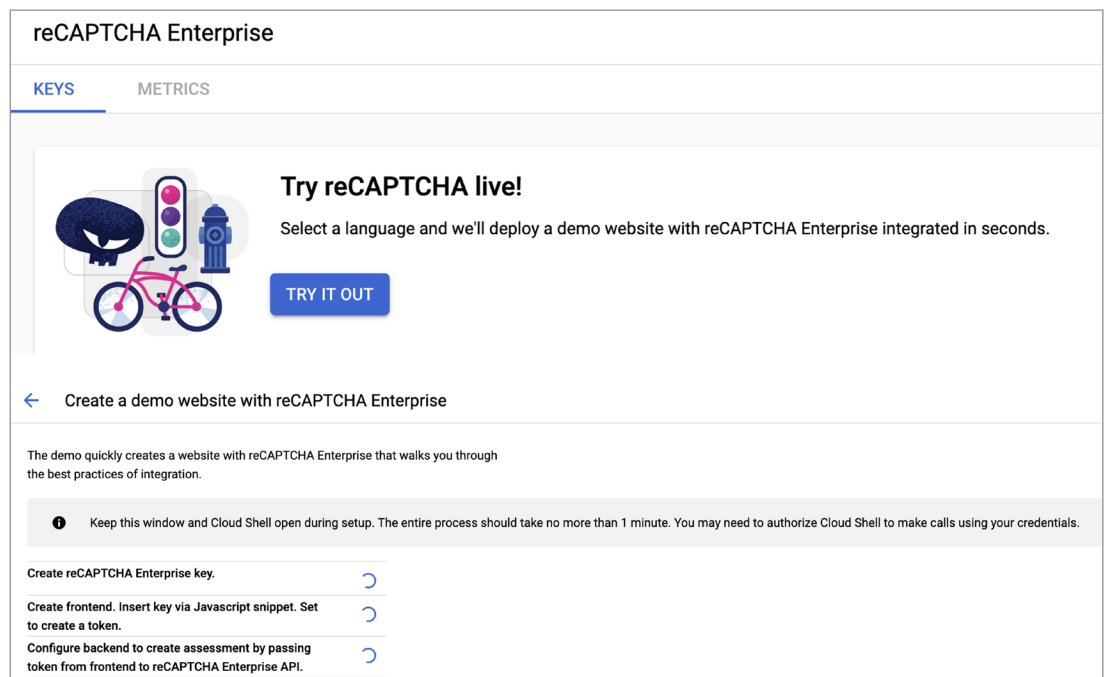 reCAPTCHA Enterprise
KEYS
METRICS
Try reCAPTCHA live!
Select a language and we'll deploy a demo website with reCAPTCHA Enterprise integrated in seconds.
TRY IT OUT
Create a demo website with reCAPTCHA Enterprise
The demo quickly creates a website with reCAPTCHA Enterprise that walks you through
the best practices of integration.
Keep this window and Cloud Shell open during setup. The entire process should take no more than 1 minute. You may need to authorize Cloud Shell to make calls using your credentials.
Create reCAPTCHA Enterprise key.
Create frontend. Insert key via Javascript snippet. Set
to create a token.
Configure backend to create assessment by passing
token from frontend to reCAPTCHA Enterprise API.